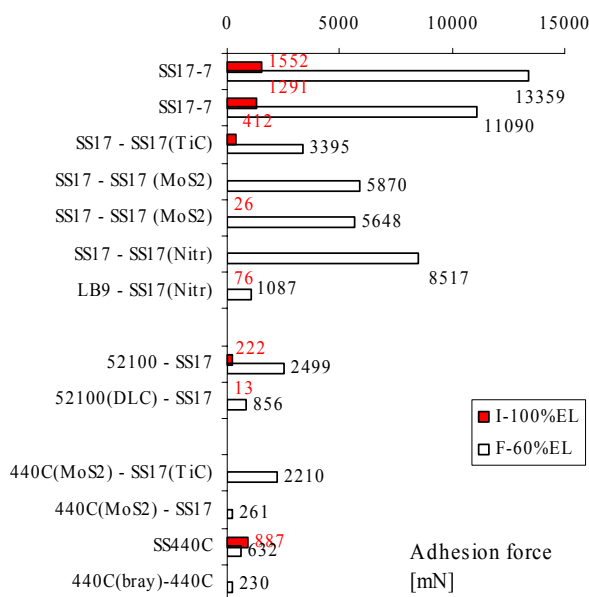 0 5000 10000 15000
SS17-7 1552
13359
SS17-7 1291
11090
SS17 - SS17(TiC) 412
3395
SS17 - SS17 (MoS2) 5870
SS17 - SS17 (MoS2) 26
5648
SS17 - SS17(Nitr) 8517
LB9 - SS17(Nitr) 76
1087
52100 - SS17 222
2499
52100(DLC) - SS17 13
856
I-100%EL
F-60%EL
440C(MoS2) - SS17(TiC) 2210
440C(MoS2) - SS17 261
SS440C 887
632
440C(bray)-440C 230
Adhesion force
[mN]